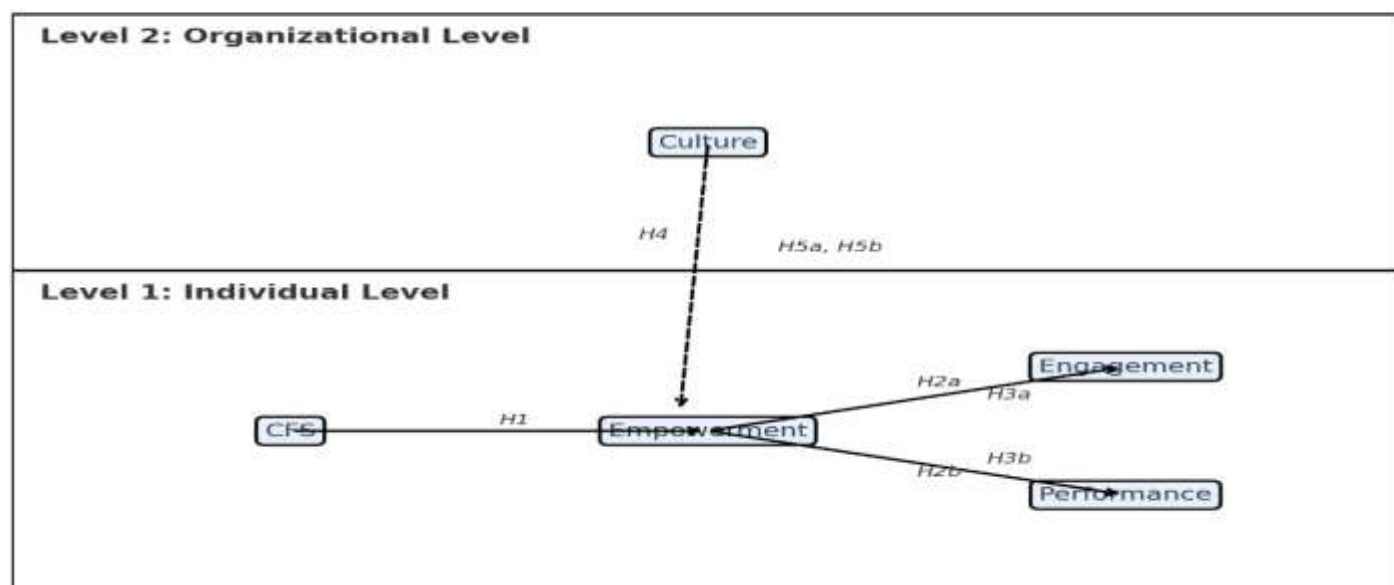 Level 2: Organizational Level
Culture
H4
H5a, H5b
Level 1: Individual Level
Engagement
H2a
H3a
H1
CFS
Empowerment
H3b
H2b
Performance